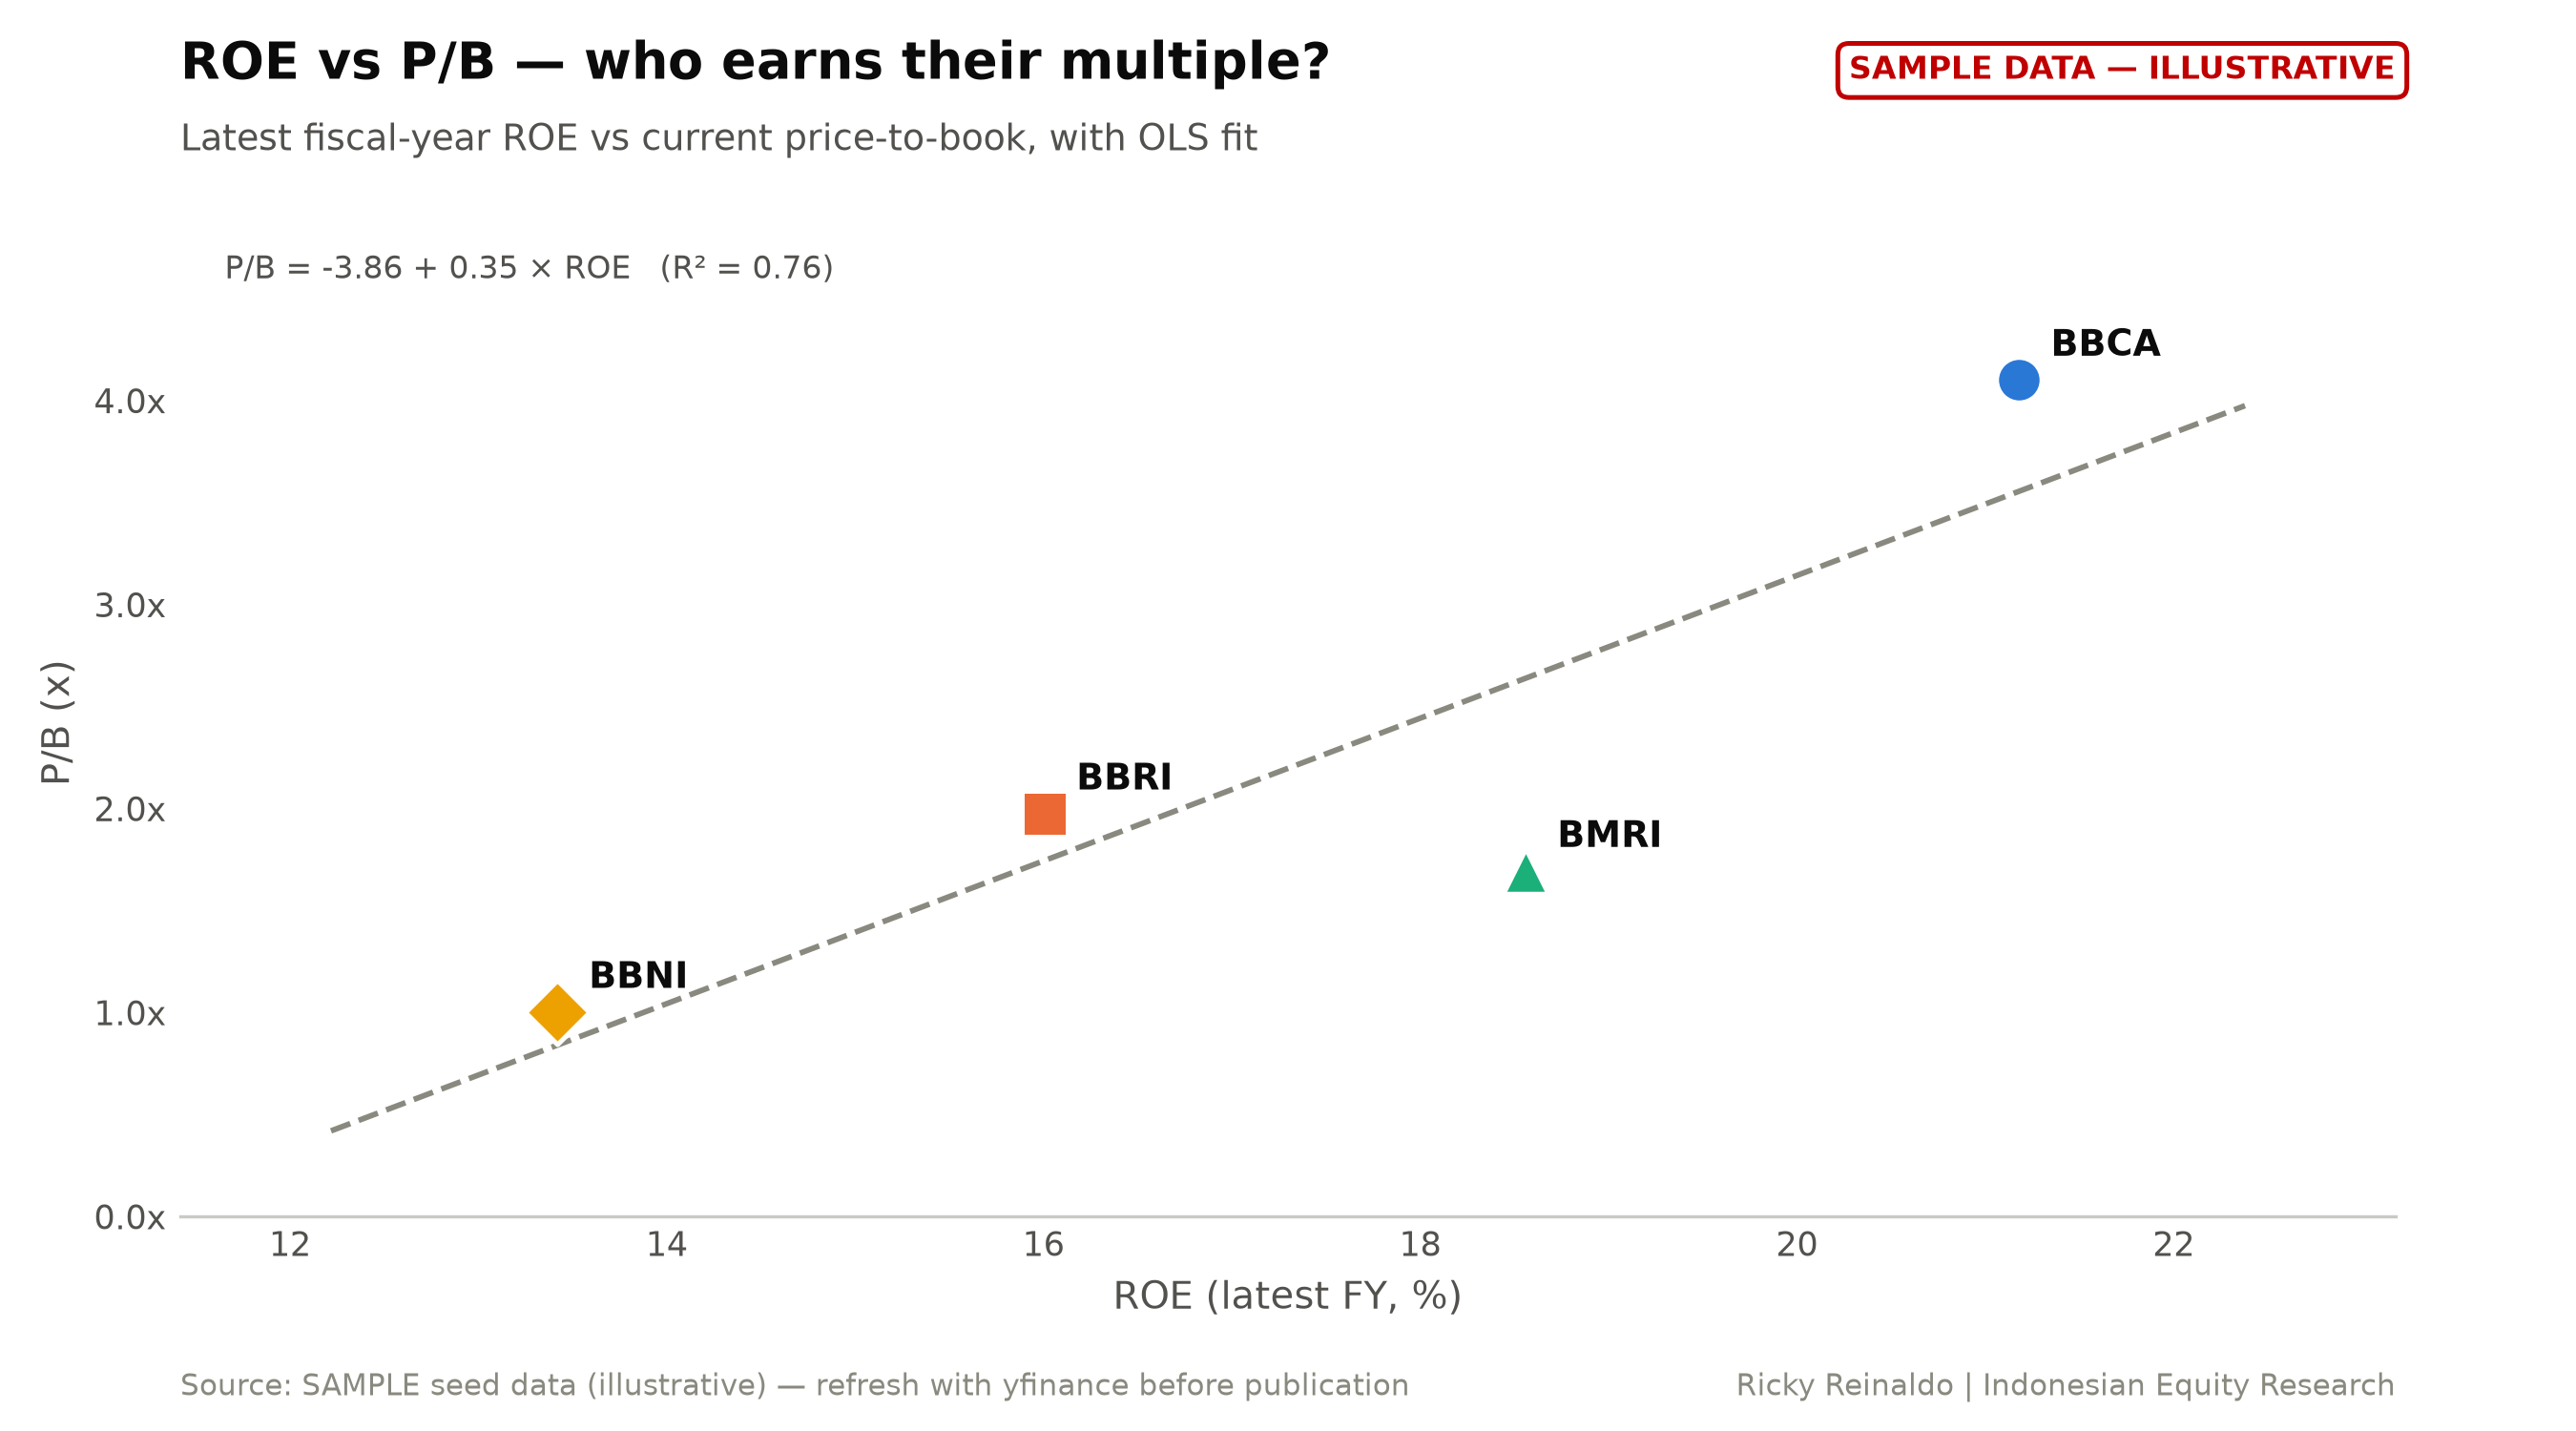 ROE vs P/B — who earns their multiple?
SAMPLE DATA — ILLUSTRATIVE
Latest fiscal-year ROE vs current price-to-book, with OLS fit
P/B = -3.86 + 0.35 × ROE (R² = 0.76)
BBCA
4.0x
3.0x
P/B (x)
BBRI
2.0x
BMRI
BBNI
1.0x
0.0x
12 14 16 18 20 22
ROE (latest FY, %)
Source: SAMPLE seed data (illustrative) — refresh with yfinance before publication
Ricky Reinaldo | Indonesian Equity Research